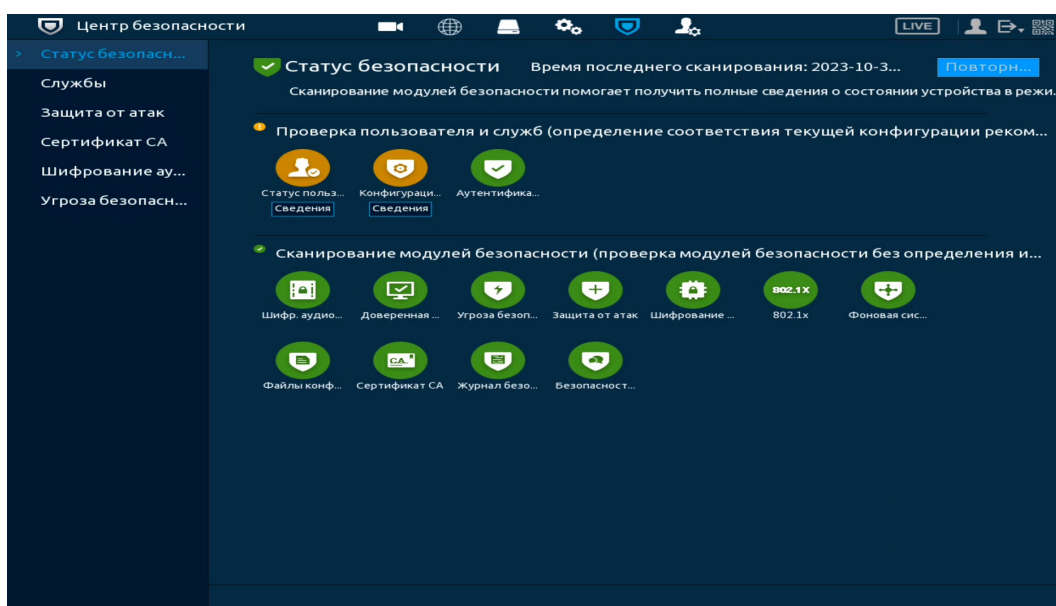 Центр безопасности
LIVE
Статус безопасн...
Службы
Защита от атак
Сертификат CA
Шифрование ау...
Угроза безопасн...
Статус безопасности Время последнего сканирования: 2023-10-3... Повторн...
Сканирование модулей безопасности помогает получить полные сведения о состоянии устройства в режи.
Проверка пользователя и служб (определение соответствия текущей конфигурации реком...
Статус польз... Конфигураци... Аутентифика...
Сведения Сведения
Сканирование модулей безопасности (проверка модулей безопасности без определения и...
802.1X
Шифр. аудио... Доверенная ... Угроза безоп... Защита от атак Шифрование ... 802.1x Фоновая сис...
CA.
Файлы конф... Сертификат CA Журнал безо... Безопасност...